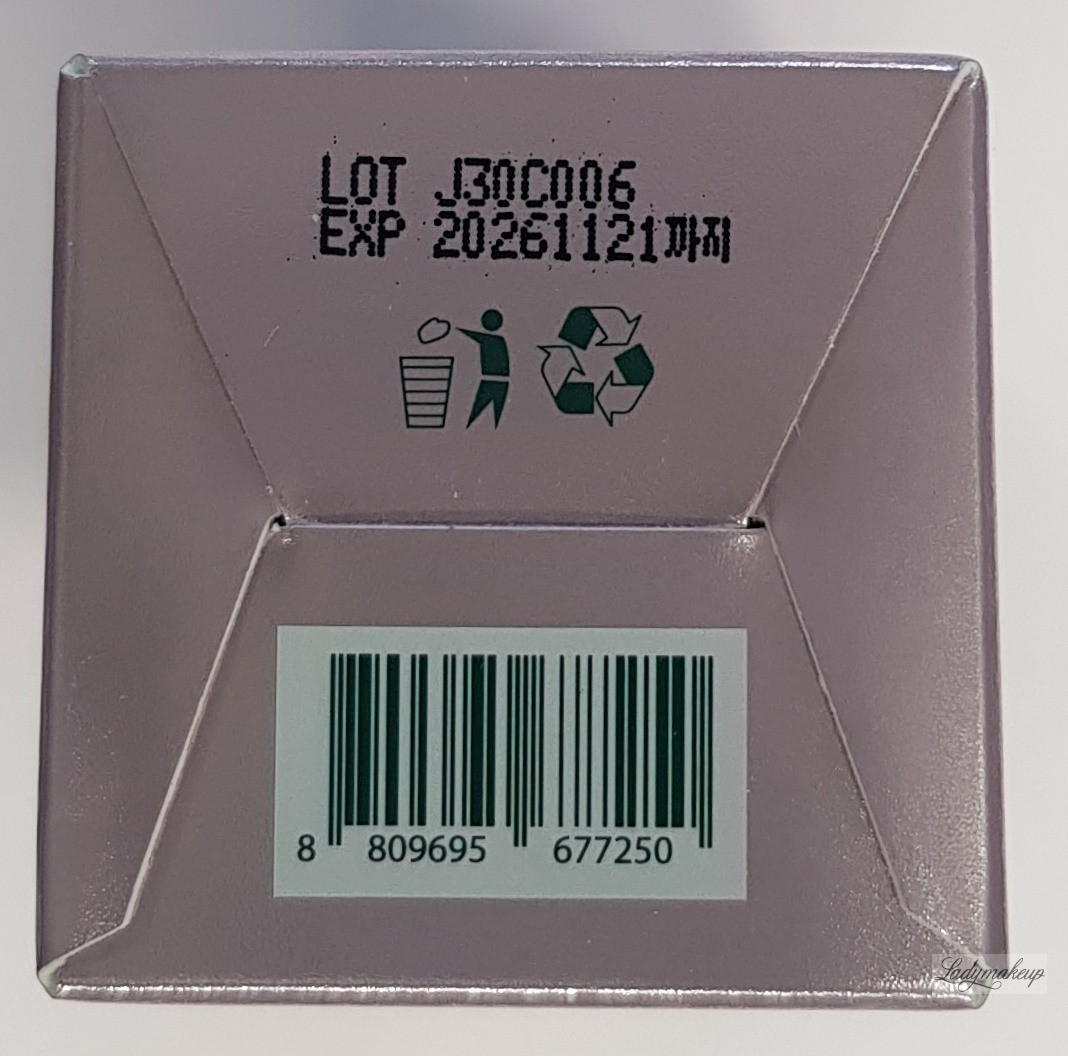 LOT J30C006
EXP 20261121까지
8 809695 677250
Ladymakeup